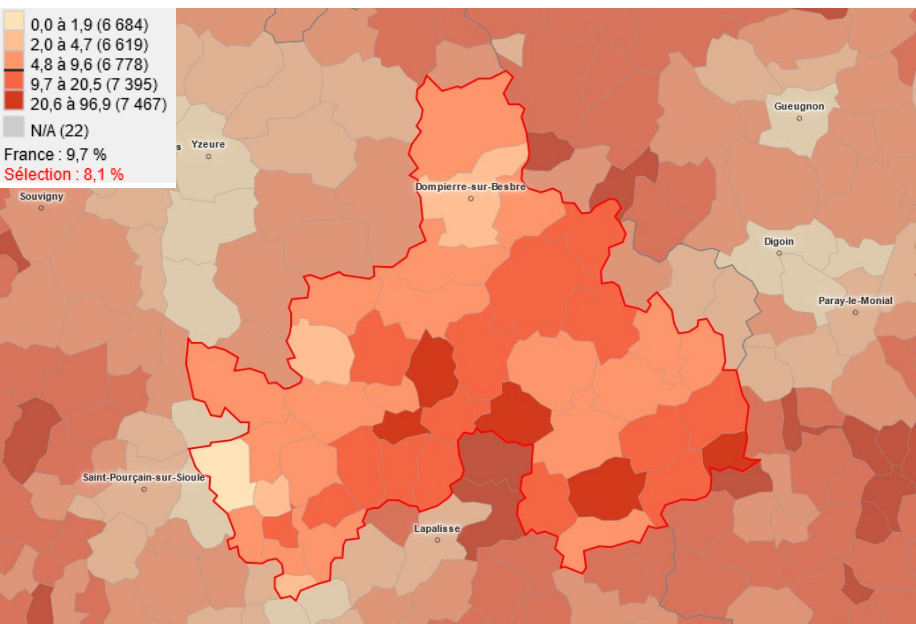 0,0 à 1,9 (6 684)
2,0 à 4,7 (6 619)
4,8 à 9,6 (6 778)
9,7 à 20,5 (7 395)
20,6 à 96,9 (7 467)
N/A (22)
France : 9,7 %
Sélection : 8,1 %
Gueugnon
s Yzeure
Dompierre-sur-Besbre
Souvigny
Digoin
Paray-le-Monial
Saint-Pourçain-sur-Sioule
Lapalisse